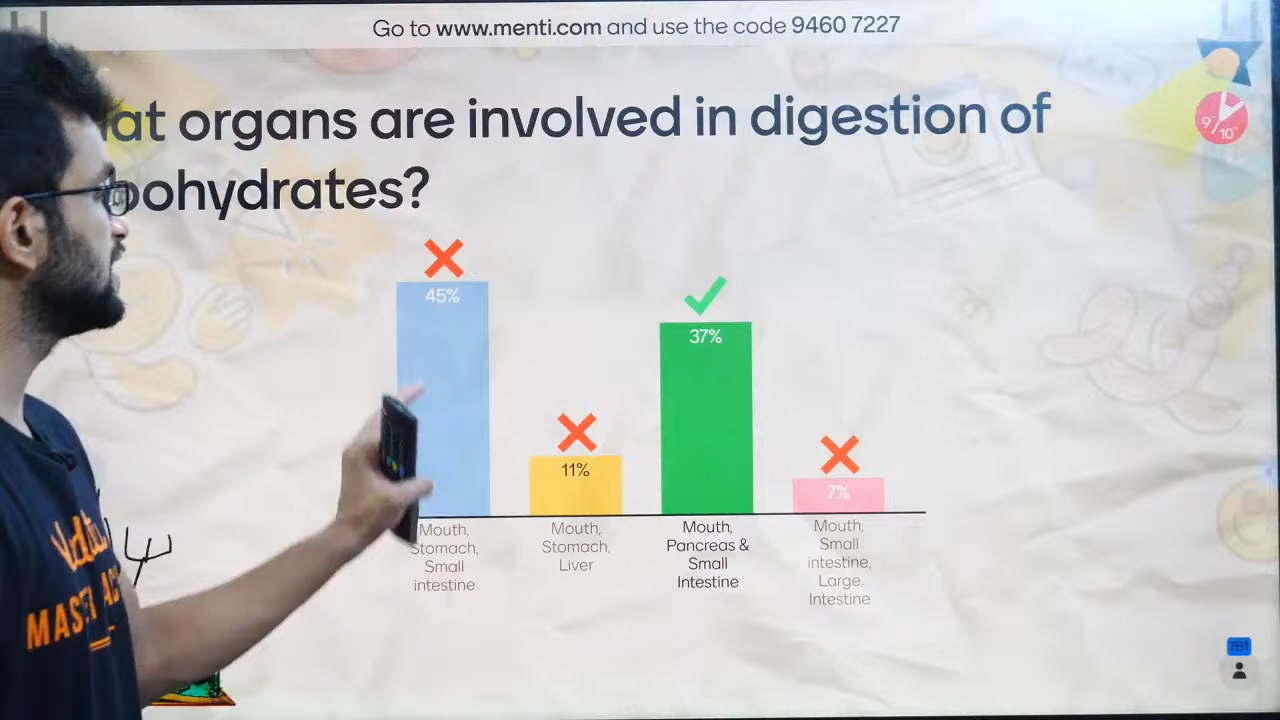 Go to www.menti.com and use the code 9460 7227
at organs are involved in digestion of
bohydrates?
45%
11%
37%
7%
Mouth,
Stomach,
Small
intestine
Mouth,
Stomach,
Liver
Mouth,
Pancreas &
Small
Intestine
Mouth,
Small
intestine,
Large
Intestine
9/10
761